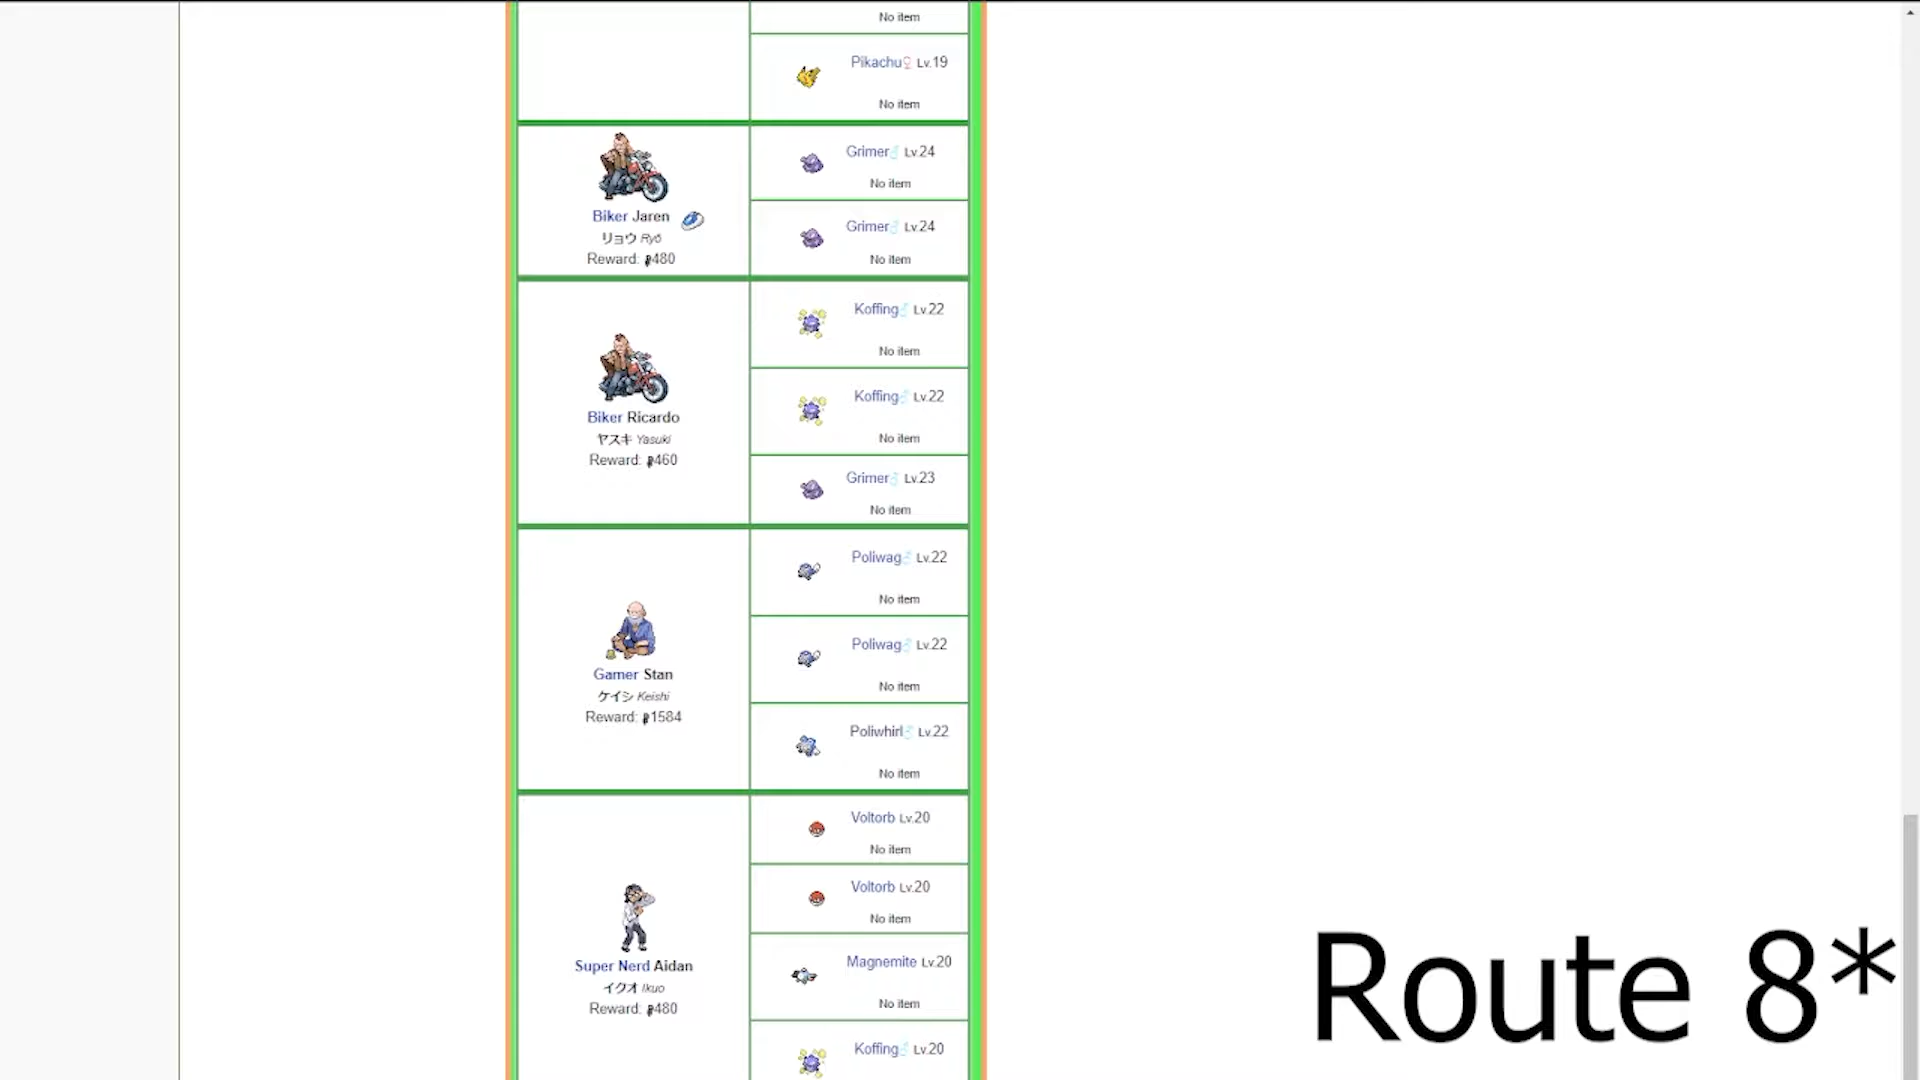 No item
Pikachu♀ Lv.19
No item
Grimer♂ Lv.24
No item
Grimer♂ Lv.24
No item
Biker Jaren
リョウ Ryō
Reward: 480
Koffing♂ Lv.22
No item
Koffing♂ Lv.22
No item
Grimer♂ Lv.23
No item
Biker Ricardo
ヤスキ Yasuki
Reward: 460
Poliwag♂ Lv.22
No item
Poliwag♂ Lv.22
No item
Poliwhirl♂ Lv.22
No item
Gamer Stan
ケイシ Keishi
Reward: 1584
Voltorb Lv.20
No item
Voltorb Lv.20
No item
Magnemite Lv.20
No item
Koffing♂ Lv.20
Super Nerd Aidan
イクオ Ikuo
Reward: 480
Route 8*